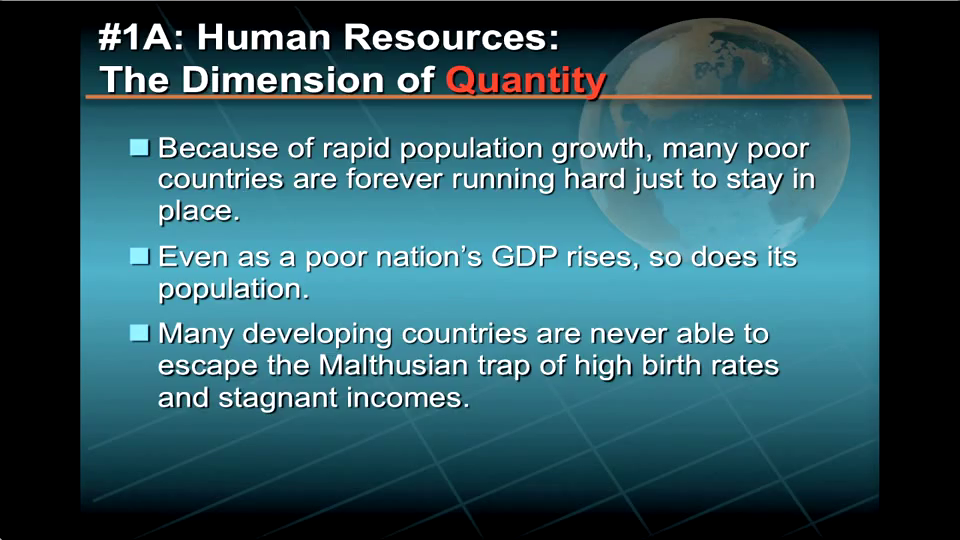 #1A: Human Resources:
The Dimension of Quantity
Because of rapid population growth, many poor
countries are forever running hard just to stay in
place.
Even as a poor nation’s GDP rises, so does its
population.
Many developing countries are never able to
escape the Malthusian trap of high birth rates
and stagnant incomes.